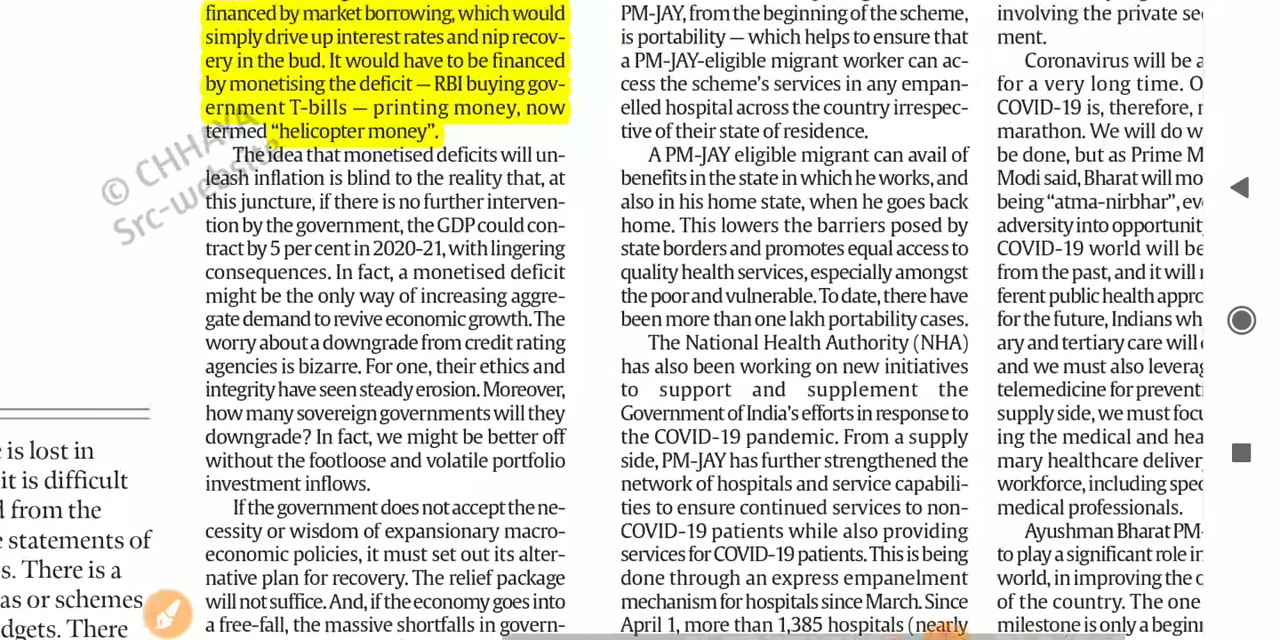 financed by market borrowing, which would
simply drive up interest rates and nip recov-
ery in the bud. It would have to be financed
by monetising the deficit — RBI buying gov-
ernment T-bills — printing money, now
termed “helicopter money”.
The idea that monetised deficits will un-
leash inflation is blind to the reality that, at
this juncture, if there is no further interven-
tion by the government, the GDP could con-
tract by 5 per cent in 2020-21, with lingering
consequences. In fact, a monetised deficit
might be the only way of increasing aggre-
gate demand to revive economic growth. The
worry about a downgrade from credit rating
agencies is bizarre. For one, their ethics and
integrity have seen steady erosion. Moreover,
how many sovereign governments will they
downgrade? In fact, we might be better off
without the footloose and volatile portfolio
investment inflows.
If the government does not accept the ne-
cessity or wisdom of expansionary macro-
economic policies, it must set out its alter-
native plan for recovery. The relief package
will not suffice. And, if the economy goes into
a free-fall, the massive shortfalls in govern-
PM-JAY, from the beginning of the scheme,
is portability — which helps to ensure that
a PM-JAY-eligible migrant worker can ac-
cess the scheme’s services in any empan-
elled hospital across the country irrespec-
tive of their state of residence.
A PM-JAY eligible migrant can avail of
benefits in the state in which he works, and
also in his home state, when he goes back
home. This lowers the barriers posed by
state borders and promotes equal access to
quality health services, especially amongst
the poor and vulnerable. To date, there have
been more than one lakh portability cases.
The National Health Authority (NHA)
has also been working on new initiatives
to support and supplement the
Government of India’s efforts in response to
the COVID-19 pandemic. From a supply
side, PM-JAY has further strengthened the
network of hospitals and service capabili-
ties to ensure continued services to non-
COVID-19 patients while also providing
services for COVID-19 patients. This is being
done through an express empanelment
mechanism for hospitals since March. Since
April 1, more than 1,385 hospitals (nearly
involving the private se
ment.
Coronavirus will be a
for a very long time. O
COVID-19 is, therefore,
marathon. We will do w
be done, but as Prime M
Modi said, Bharat will mo
being “atma-nirbhar”, ev
adversity into opportunit
COVID-19 world will be
from the past, and it will
ferent public health appro
for the future, Indians wh
ary and tertiary care will
and we must also leverag
telemedicine for preventi
supply side, we must focu
ing the medical and hea
mary healthcare deliver
workforce, including spec
medical professionals.
Ayushman Bharat PM-
to play a significant role in
world, in improving the
of the country. The one
milestone is only a begin
is lost in
it is difficult
from the
statements of
s. There is a
as or schemes
dgets. There
© CHHAYA
Src-website